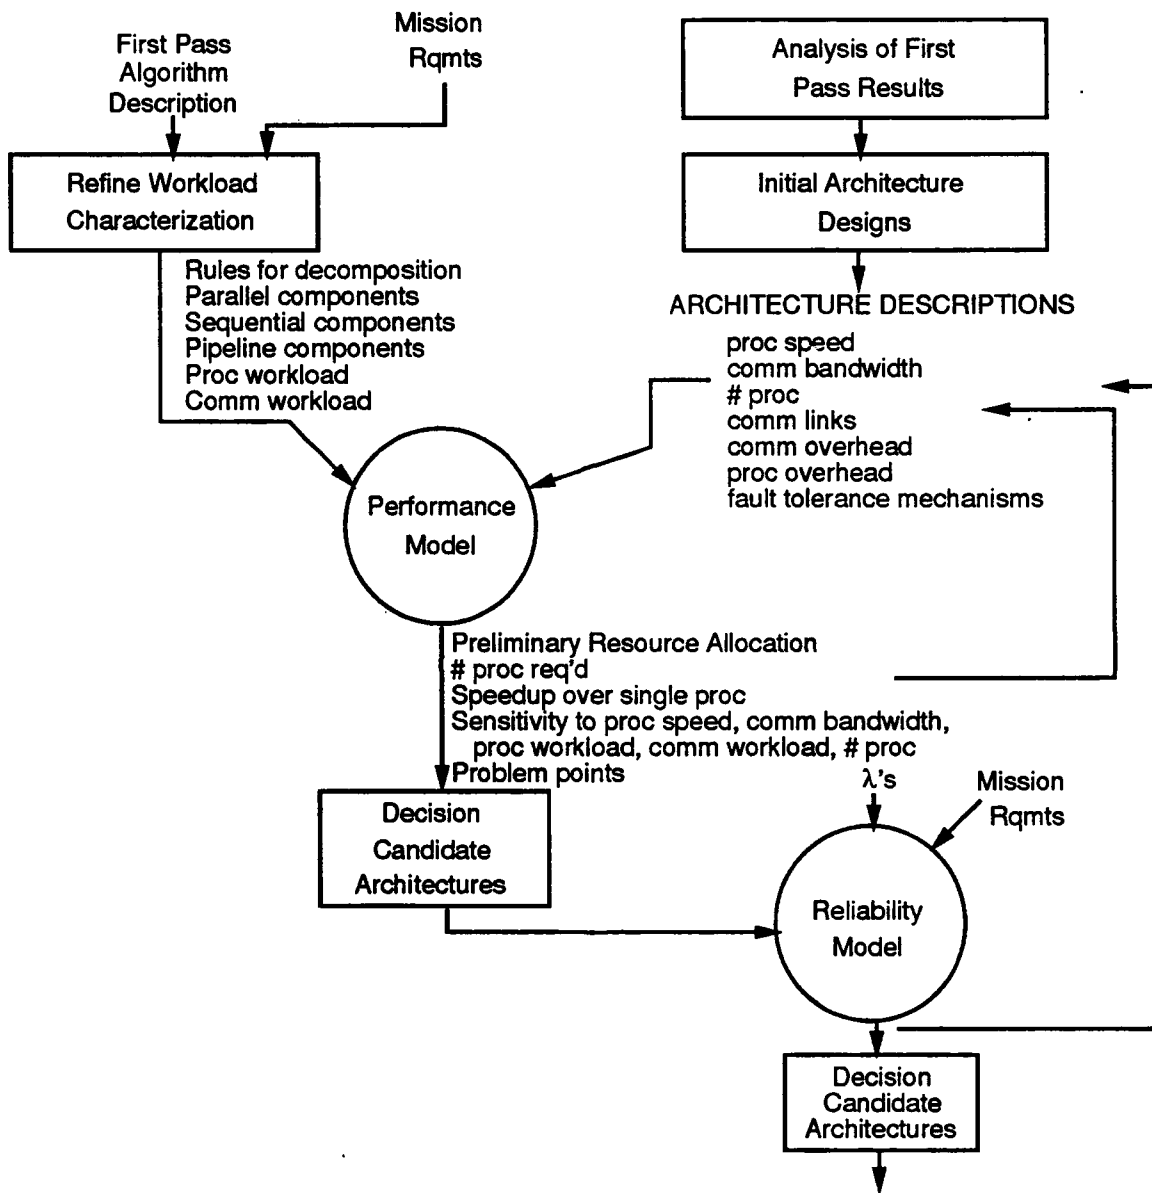 First Pass
Algorithm
Description
Mission
Rqmts
Analysis of First
Pass Results
Refine Workload
Characterization
Initial Architecture
Designs
Rules for decomposition
Parallel components
Sequential components
Pipeline components
Proc workload
Comm workload
ARCHITECTURE DESCRIPTIONS
proc speed
comm bandwidth
# proc
comm links
comm overhead
proc overhead
fault tolerance mechanisms
Performance
Model
Preliminary Resource Allocation
# proc req'd
Speedup over single proc
Sensitivity to proc speed, comm bandwidth,
proc workload, comm workload, # proc
Problem points
λ's
Mission
Rqmts
Decision
Candidate
Architectures
Reliability
Model
Decision
Candidate
Architectures